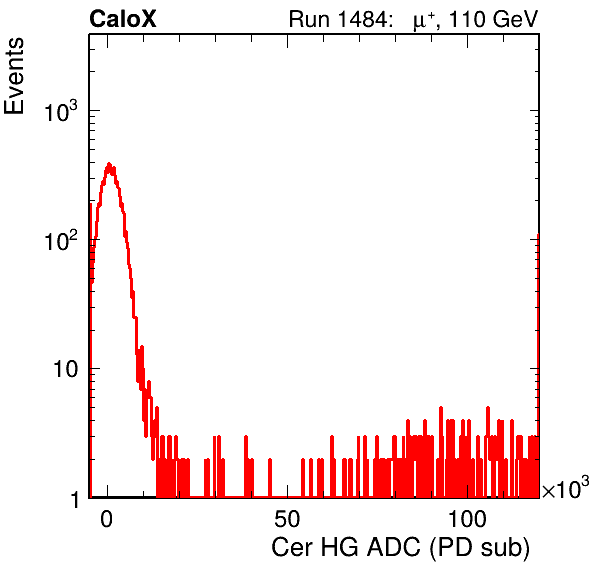 CaloX Run 1484: μ⁺, 110 GeV
Events
10³
10²
10
1
0 50 100 ×10³
Cer HG ADC (PD sub)